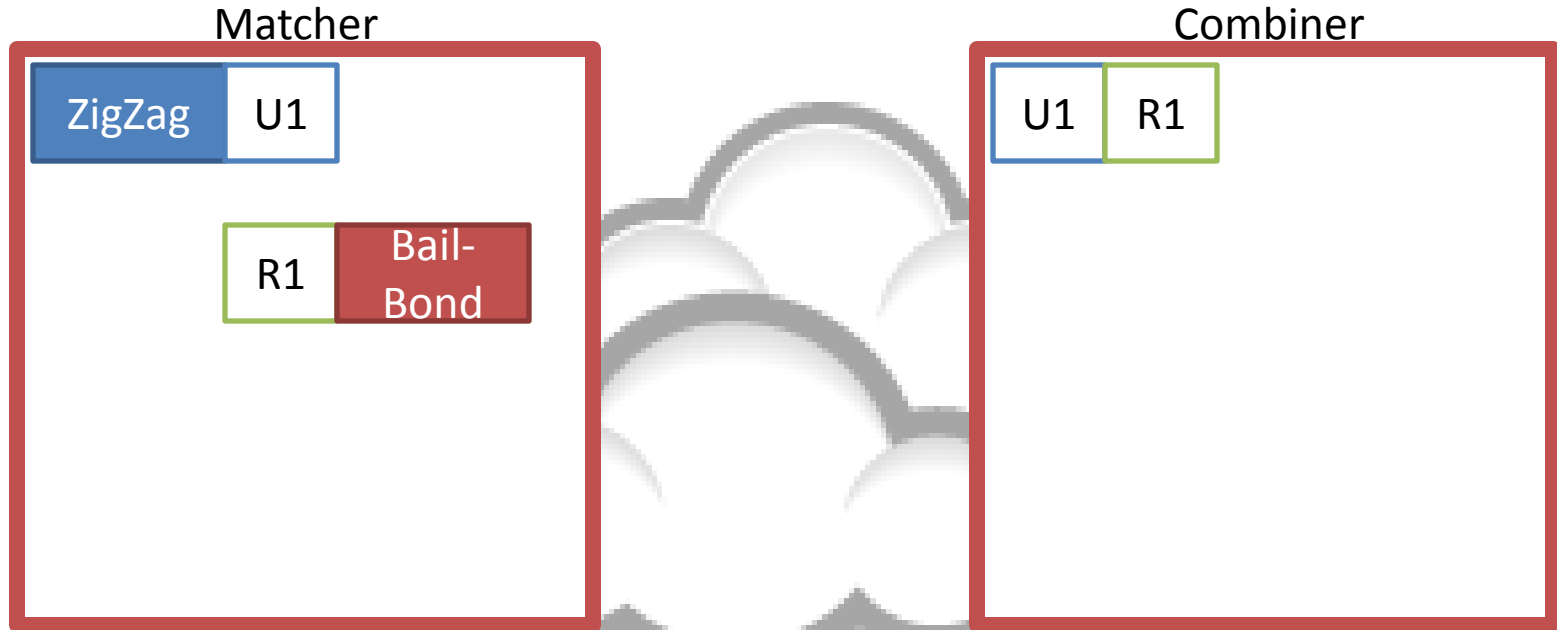 Matcher
Combiner
ZigZag
U1
U1
R1
R1
Bail-
Bond